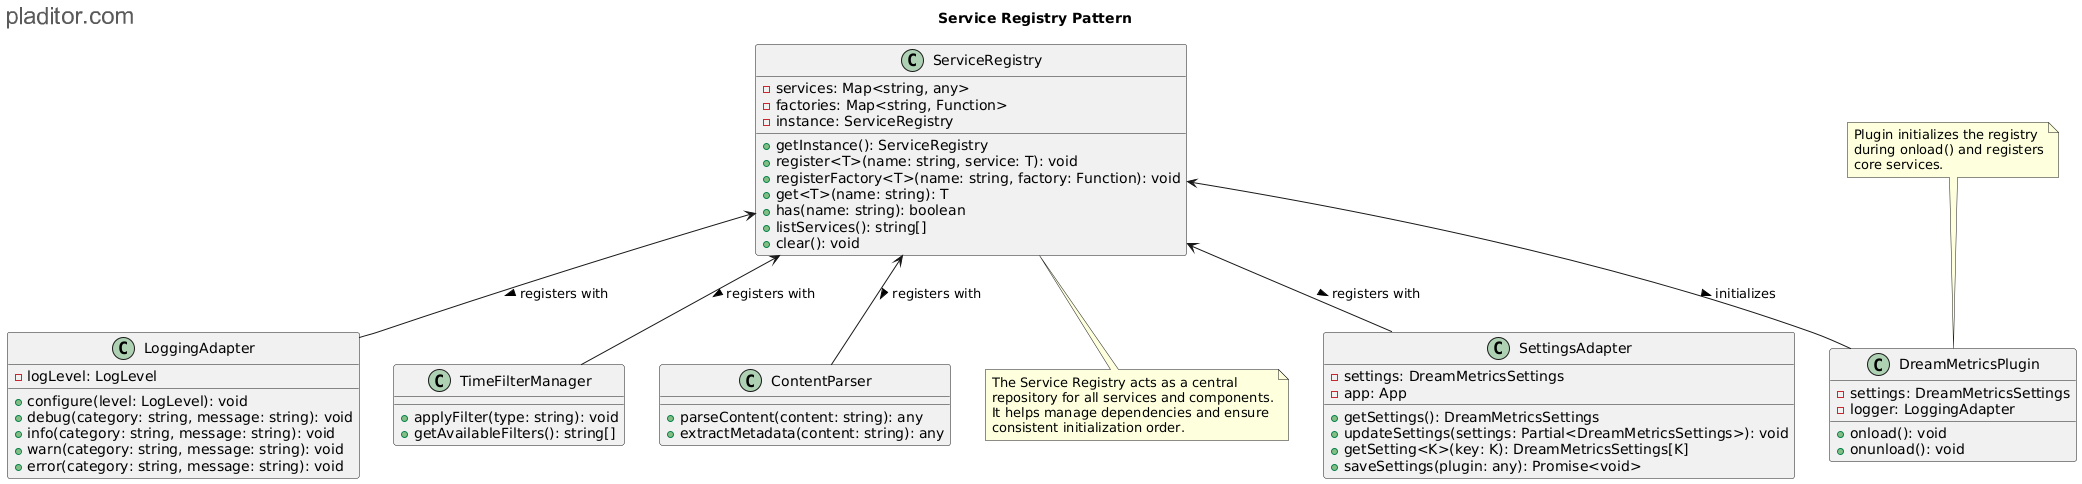 pladitor.com
Service Registry Pattern
C ServiceRegistry
services: Map<string, any>
factories: Map<string, Function>
instance: ServiceRegistry
getInstance(): ServiceRegistry
register<T>(name: string, service: T): void
registerFactory<T>(name: string, factory: Function): void
get<T>(name: string): T
has(name: string): boolean
listServices(): string[]
clear(): void
Plugin initializes the registry
during onload() and registers
core services.
registers with
registers with
registers with
registers with
initializes
C LoggingAdapter
logLevel: LogLevel
configure(level: LogLevel): void
debug(category: string, message: string): void
info(category: string, message: string): void
warn(category: string, message: string): void
error(category: string, message: string): void
C TimeFilterManager
applyFilter(type: string): void
getAvailableFilters(): string[]
C ContentParser
parseContent(content: string): any
extractMetadata(content: string): any
The Service Registry acts as a central
repository for all services and components.
It helps manage dependencies and ensure
consistent initialization order.
C SettingsAdapter
settings: DreamMetricsSettings
app: App
getSettings(): DreamMetricsSettings
updateSettings(settings: Partial<DreamMetricsSettings>): void
getSetting<K>(key: K): DreamMetricsSettings[K]
saveSettings(plugin: any): Promise<void>
C DreamMetricsPlugin
settings: DreamMetricsSettings
logger: LoggingAdapter
onload(): void
onunload(): void